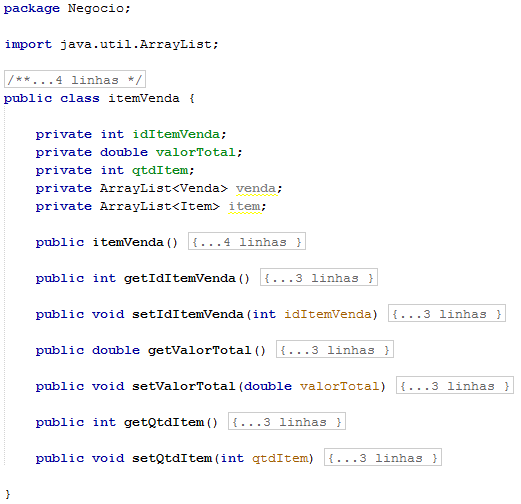 package Negocio;
import java.util.ArrayList;
/**...4 linhas */
public class itemVenda {
private int idItemVenda;
private double valorTotal;
private int qtdItem;
private ArrayList<Venda> venda;
private ArrayList<Item> item;
public itemVenda() {...4 linhas }
public int getIdItemVenda() {...3 linhas }
public void setIdItemVenda(int idItemVenda) {...3 linhas }
public double getValorTotal() {...3 linhas }
public void setValorTotal(double valorTotal) {...3 linhas }
public int getQtdItem() {...3 linhas }
public void setQtdItem(int qtdItem) {...3 linhas }
}